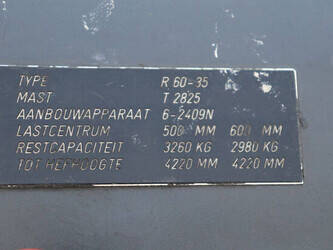 TYPE R 60-35
MAST T 2825
AANBOUWAPPARAAT 6-2409N
LASTCENTRUM 500 MM 600 MM
RESTCAPACITEIT 3260 KG 2980 KG
TOT HEFHOOGTE 4220 MM 4220 MM